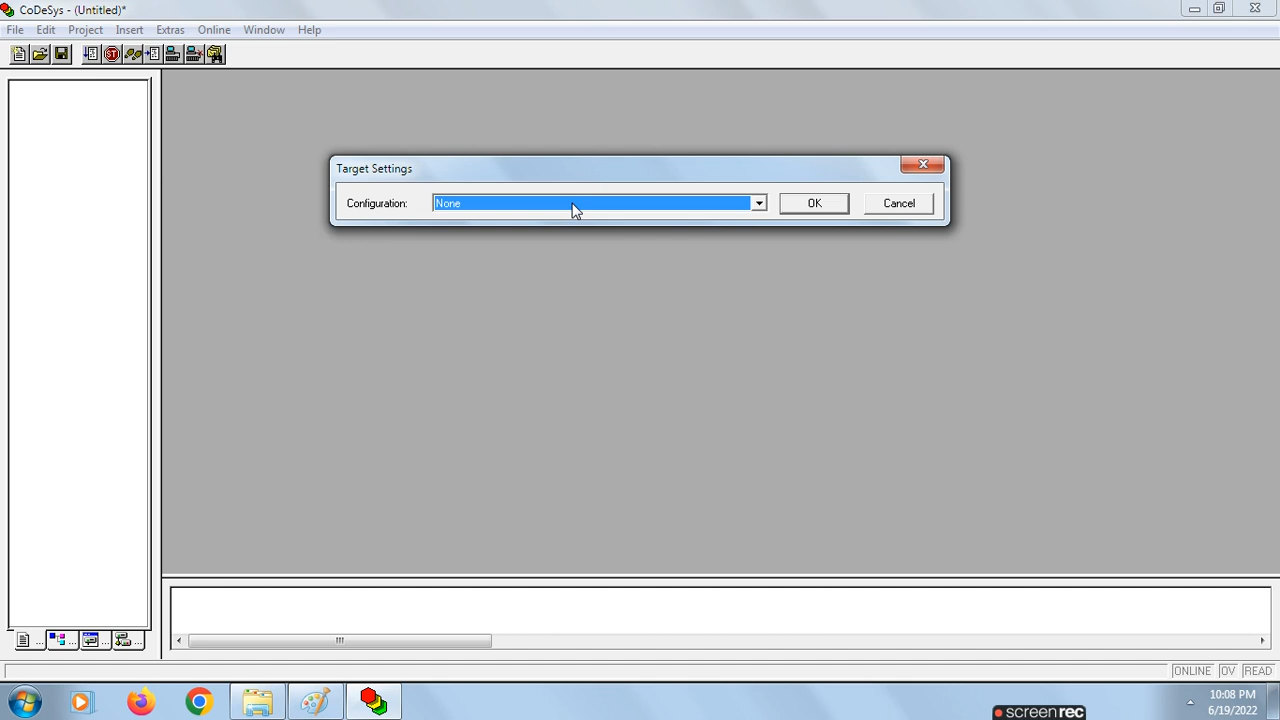 CoDeSys - (Untitled)*
File Edit Project Insert Extras Online Window Help
ST
Target Settings
Configuration: None OK Cancel
... ... ... ...
ONLINE OV READ
10:08 PM
6/19/2022
screenrec